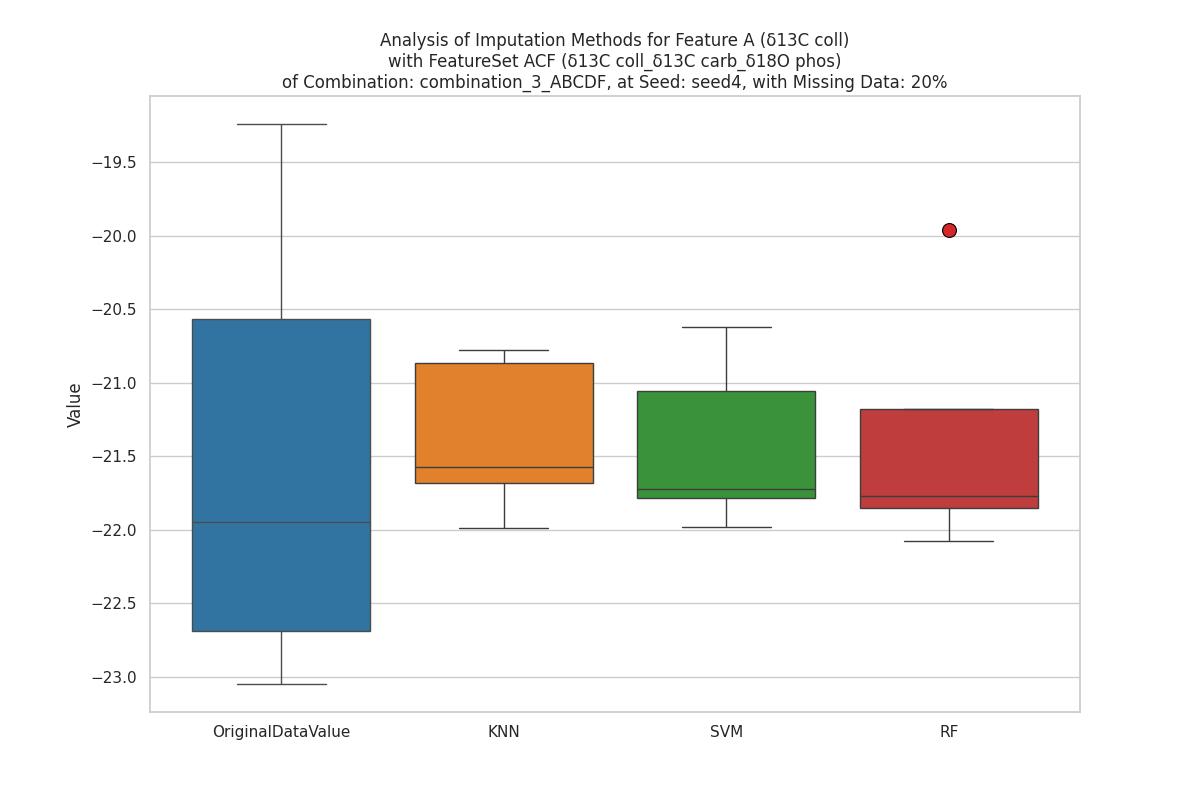 Analysis of Imputation Methods for Feature A (δ13C coll)
with FeatureSet ACF (δ13C coll_δ13C carb_δ18O phos)
of Combination: combination_3_ABCDF, at Seed: seed4, with Missing Data: 20%
Value
−19.5
−20.0
−20.5
−21.0
−21.5
−22.0
−22.5
−23.0
OriginalDataValue
KNN
SVM
RF